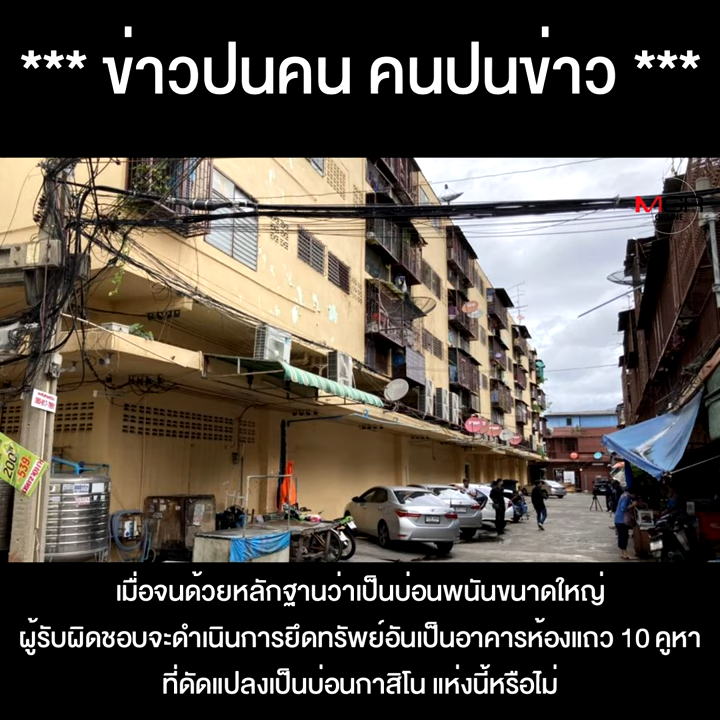 *** ข่าวปนคน คนปนข่าว ***
200
539
เมื่อจนด้วยหลักฐานว่าเป็นบ่อนพนันขนาดใหญ่
ผู้รับผิดชอบจะดำเนินการยึดทรัพย์อันเป็นอาคารห้องแถว 10 คูหา
ที่ดัดแปลงเป็นบ่อนกาสิโน แห่งนี้หรือไม่